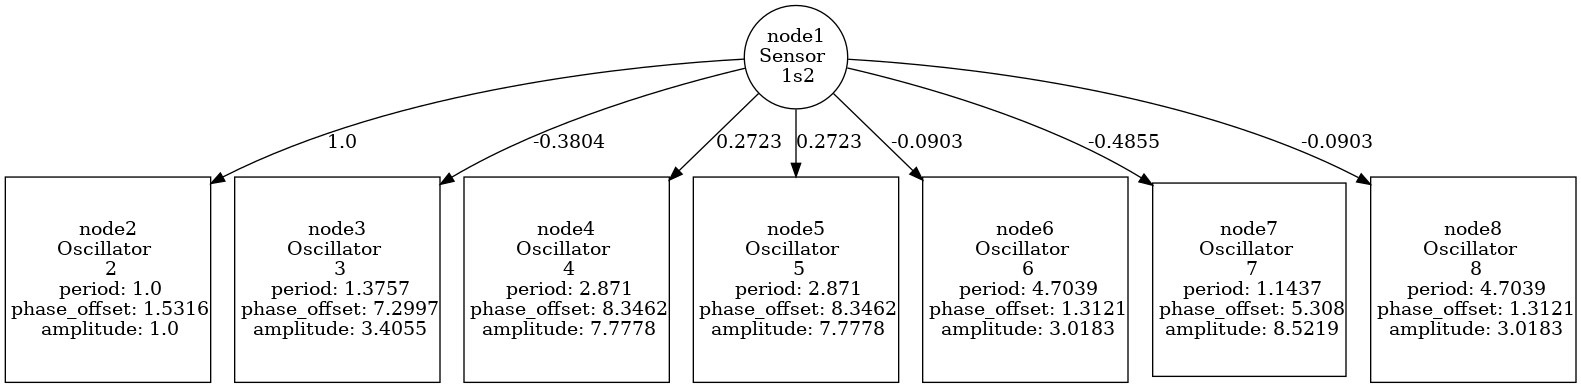 node1
Sensor
1s2
1.0
-0.3804
0.2723
0.2723
-0.0903
-0.4855
-0.0903
node2
Oscillator
2
period: 1.0
phase_offset: 1.5316
amplitude: 1.0
node3
Oscillator
3
period: 1.3757
phase_offset: 7.2997
amplitude: 3.4055
node4
Oscillator
4
period: 2.871
phase_offset: 8.3462
amplitude: 7.7778
node5
Oscillator
5
period: 2.871
phase_offset: 8.3462
amplitude: 7.7778
node6
Oscillator
6
period: 4.7039
phase_offset: 1.3121
amplitude: 3.0183
node7
Oscillator
7
period: 1.1437
phase_offset: 5.308
amplitude: 8.5219
node8
Oscillator
8
period: 4.7039
phase_offset: 1.3121
amplitude: 3.0183